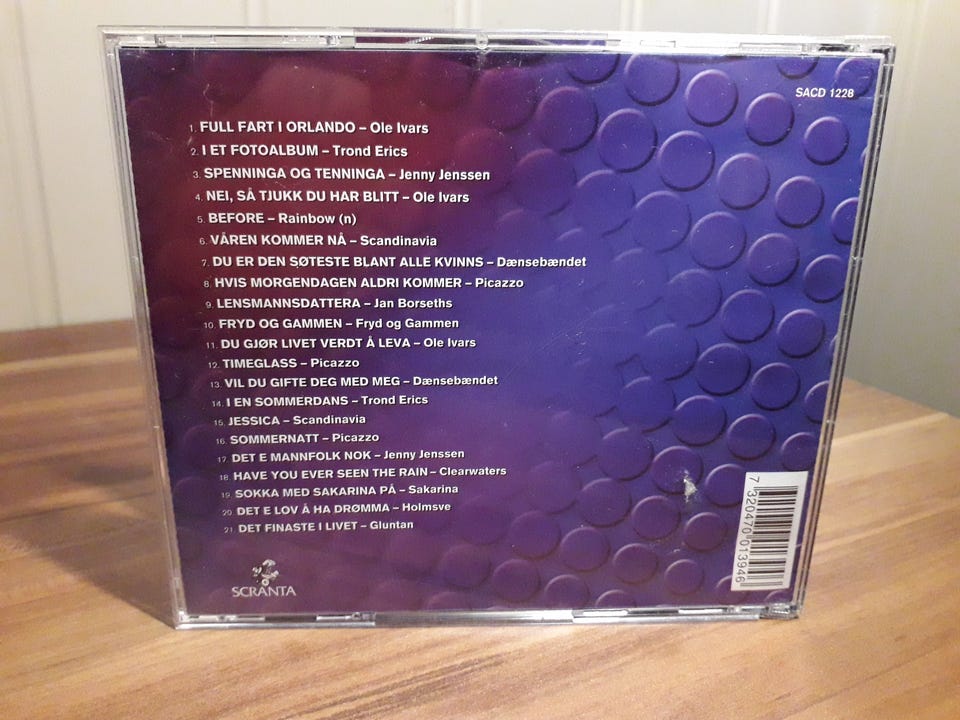 SACD 1228
1. FULL FART I ORLANDO – Ole Ivars
2. I ET FOTOALBUM – Trond Erics
3. SPENNINGA OG TENNINGA – Jenny Jenssen
4. NEI, SÅ TJUKK DU HAR BLITT – Ole Ivars
5. BEFORE – Rainbow (n)
6. VÅREN KOMMER NÅ – Scandinavia
7. DU ER DEN SØTESTE BLANT ALLE KVINNS – Dænsebændet
8. HVIS MORGENDAGEN ALDRI KOMMER – Picazzo
9. LENSMANNSDATTERA – Jan Borseths
10. FRYD OG GAMMEN – Fryd og Gammen
11. DU GJØR LIVET VERDT Å LEVA – Ole Ivars
12. TIMEGLASS – Picazzo
13. VIL DU GIFTE DEG MED MEG – Dænsebændet
14. I EN SOMMERDANS – Trond Erics
15. JESSICA – Scandinavia
16. SOMMERNATT – Picazzo
17. DET E MANNFOLK NOK – Jenny Jenssen
18. HAVE YOU EVER SEEN THE RAIN – Clearwaters
19. SOKKA MED SAKARINA PÅ – Sakarina
20. DET E LOV Å HA DRØMMA – Holmsve
21. DET FINASTE I LIVET – Gluntan
7 320470 013946
SCRANTA